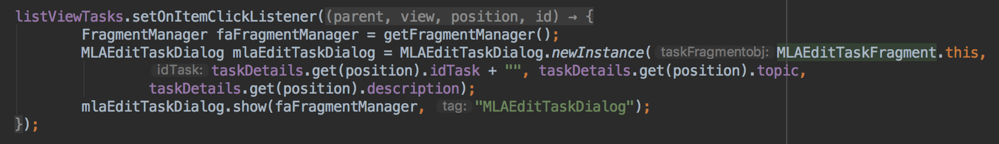 listViewTasks.setOnItemClickListener((parent, view, position, id) → {
FragmentManager faFragmentManager = getFragmentManager();
MLAEditTaskDialog mlaEditTaskDialog = MLAEditTaskDialog.newInstance( taskFragmentobj: MLAEditTaskFragment.this,
idTask: taskDetails.get(position).idTask + "", taskDetails.get(position).topic,
taskDetails.get(position).description);
mlaEditTaskDialog.show(faFragmentManager, tag: "MLAEditTaskDialog");
});